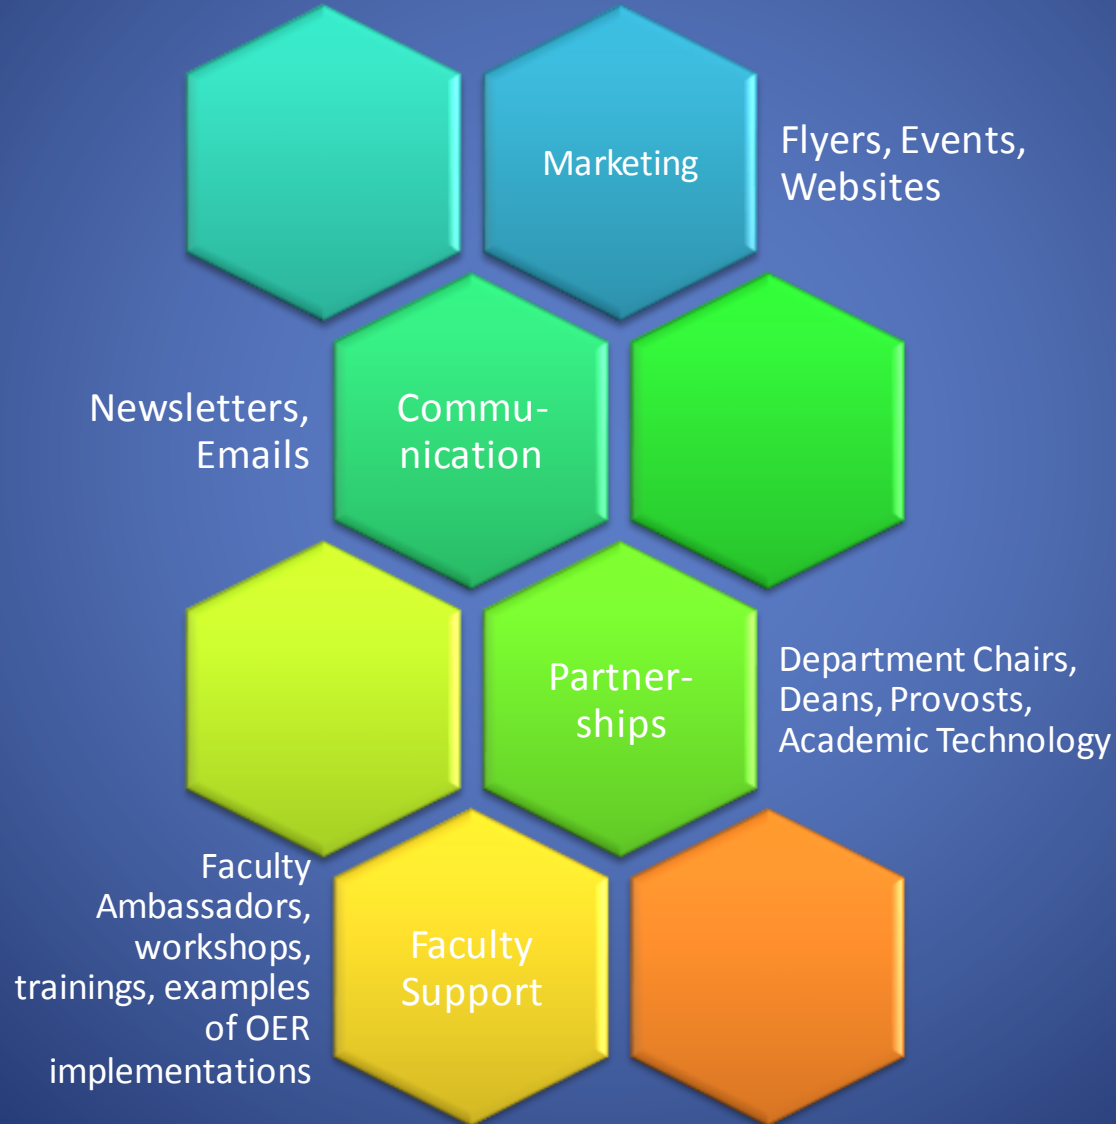 Marketing
Flyers, Events,
Websites
Newsletters,
Emails
Commu-
nication
Partner-
ships
Department Chairs,
Deans, Provosts,
Academic Technology
Faculty
Ambassadors,
workshops,
trainings, examples
of OER
implementations
Faculty
Support